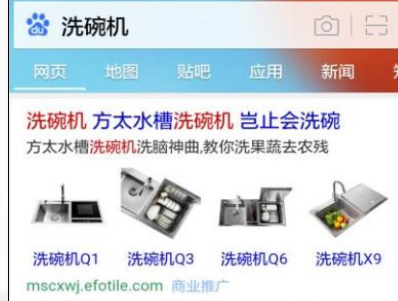 du 洗碗机
网页 地图 贴吧 应用 新闻
洗碗机 方太水槽洗碗机 岂止会洗碗
方太水槽洗碗机洗脑神曲,教你洗果蔬去农残
洗碗机Q1 洗碗机Q3 洗碗机Q6 洗碗机X9
mscxwj.efotile.com 商业推广